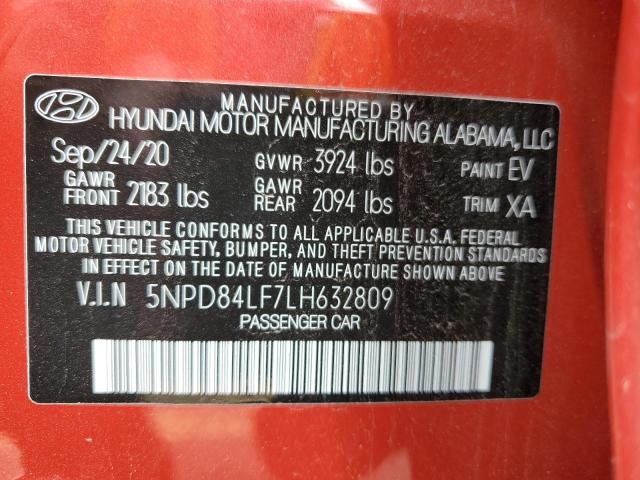 MANUFACTURED BY
HYUNDAI MOTOR MANUFACTURING ALABAMA, LLC
Sep/24/20 GVWR 3924 lbs PAINT EV
GAWR FRONT 2183 lbs GAWR REAR 2094 lbs TRIM XA
THIS VEHICLE CONFORMS TO ALL APPLICABLE U.S.A. FEDERAL
MOTOR VEHICLE SAFETY, BUMPER, AND THEFT PREVENTION STANDARDS
IN EFFECT ON THE DATE OF MANUFACTURE SHOWN ABOVE
V.I.N 5NPD84LF7LH632809
PASSENGER CAR